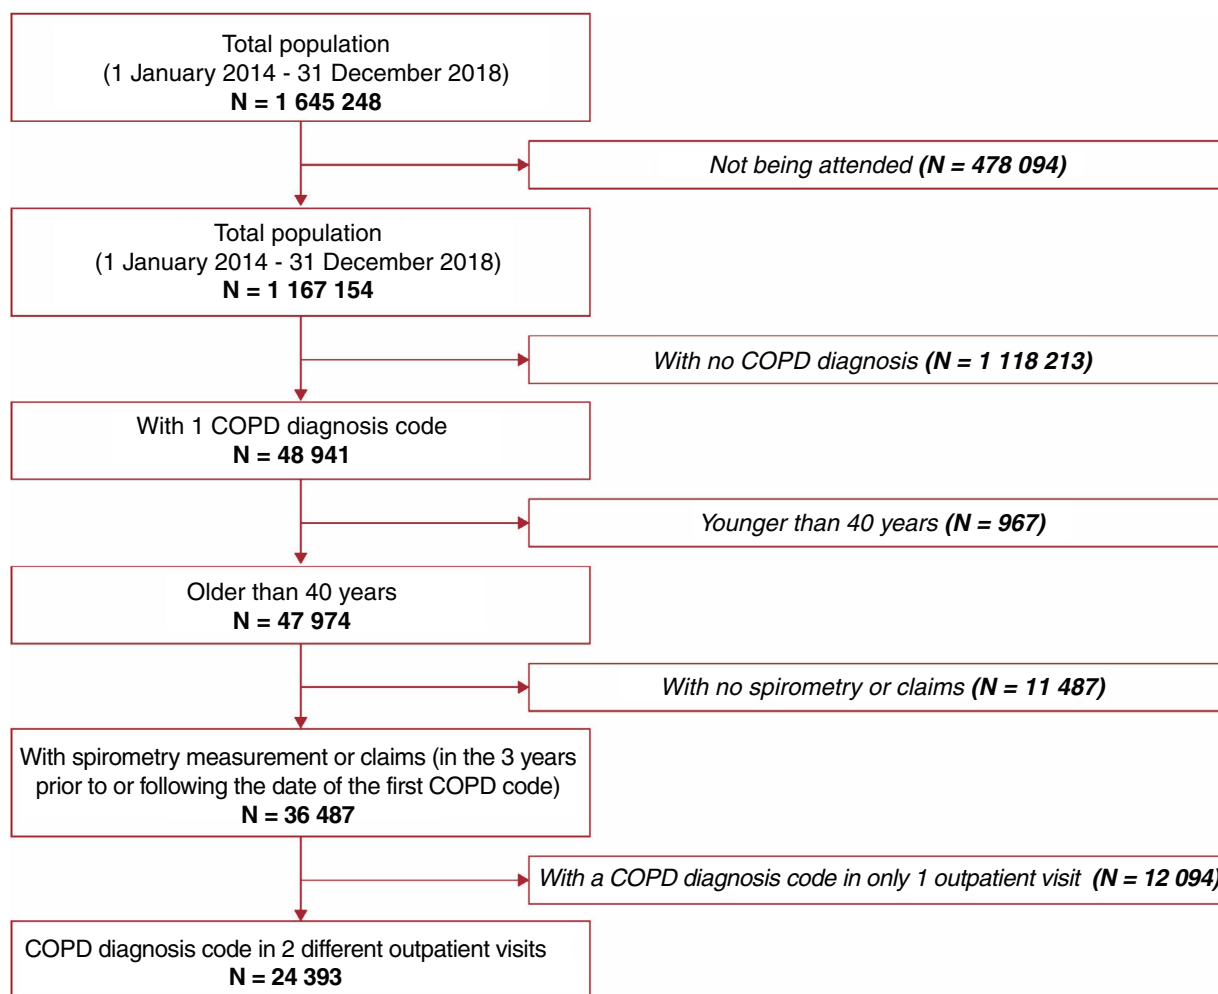 Total population
(1 January 2014 - 31 December 2018)
N = 1 645 248
Not being attended (N = 478 094)
Total population
(1 January 2014 - 31 December 2018)
N = 1 167 154
With no COPD diagnosis (N = 1 118 213)
With 1 COPD diagnosis code
N = 48 941
Younger than 40 years (N = 967)
Older than 40 years
N = 47 974
With no spirometry or claims (N = 11 487)
With spirometry measurement or claims (in the 3 years
prior to or following the date of the first COPD code)
N = 36 487
With a COPD diagnosis code in only 1 outpatient visit (N = 12 094)
COPD diagnosis code in 2 different outpatient visits
N = 24 393